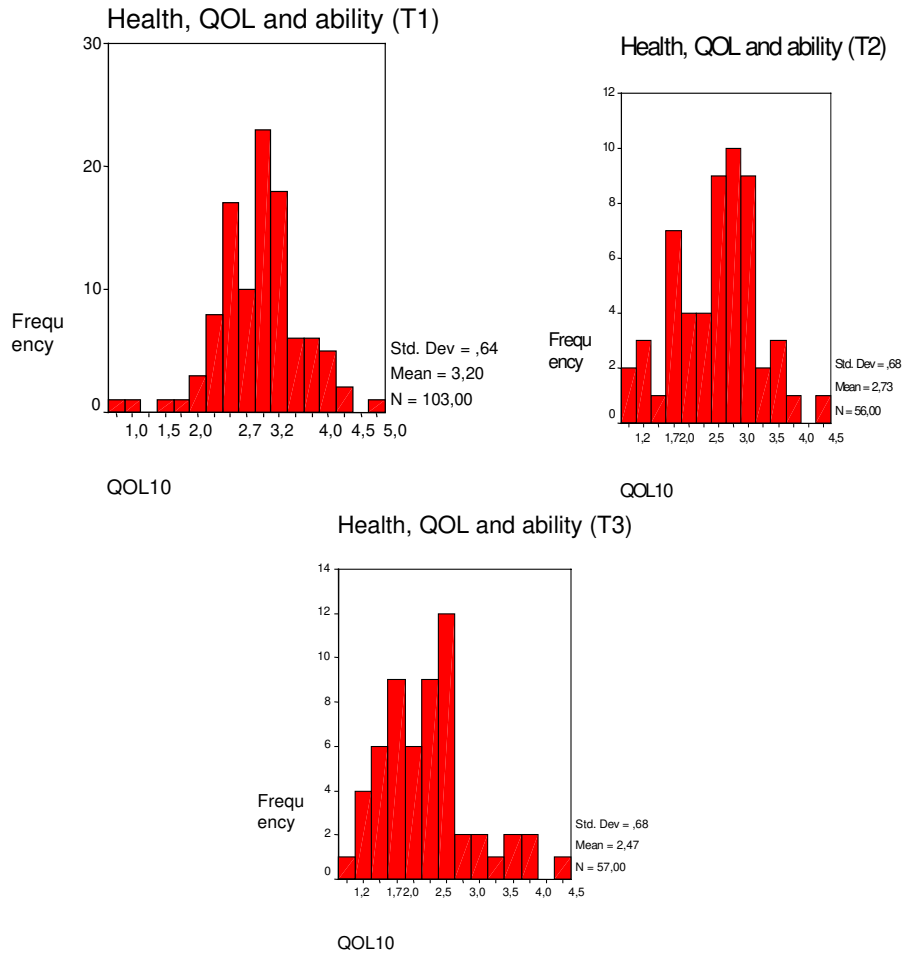 Health, QOL and ability (T1)
30
20
10
0
Frequ
ency
1,0 1,5 2,0 2,7 3,2 4,0 4,5 5,0
Std. Dev = ,64
Mean = 3,20
N = 103,00
QOL10
Health, QOL and ability (T2)
12
10
8
6
4
2
0
Frequ
ency
1,2 1,72,0 2,5 3,0 3,5 4,0 4,5
Std. Dev = ,68
Mean = 2,73
N = 56,00
QOL10
Health, QOL and ability (T3)
14
12
10
8
6
4
2
0
Frequ
ency
1,2 1,72,0 2,5 3,0 3,5 4,0 4,5
Std. Dev = ,68
Mean = 2,47
N = 57,00
QOL10